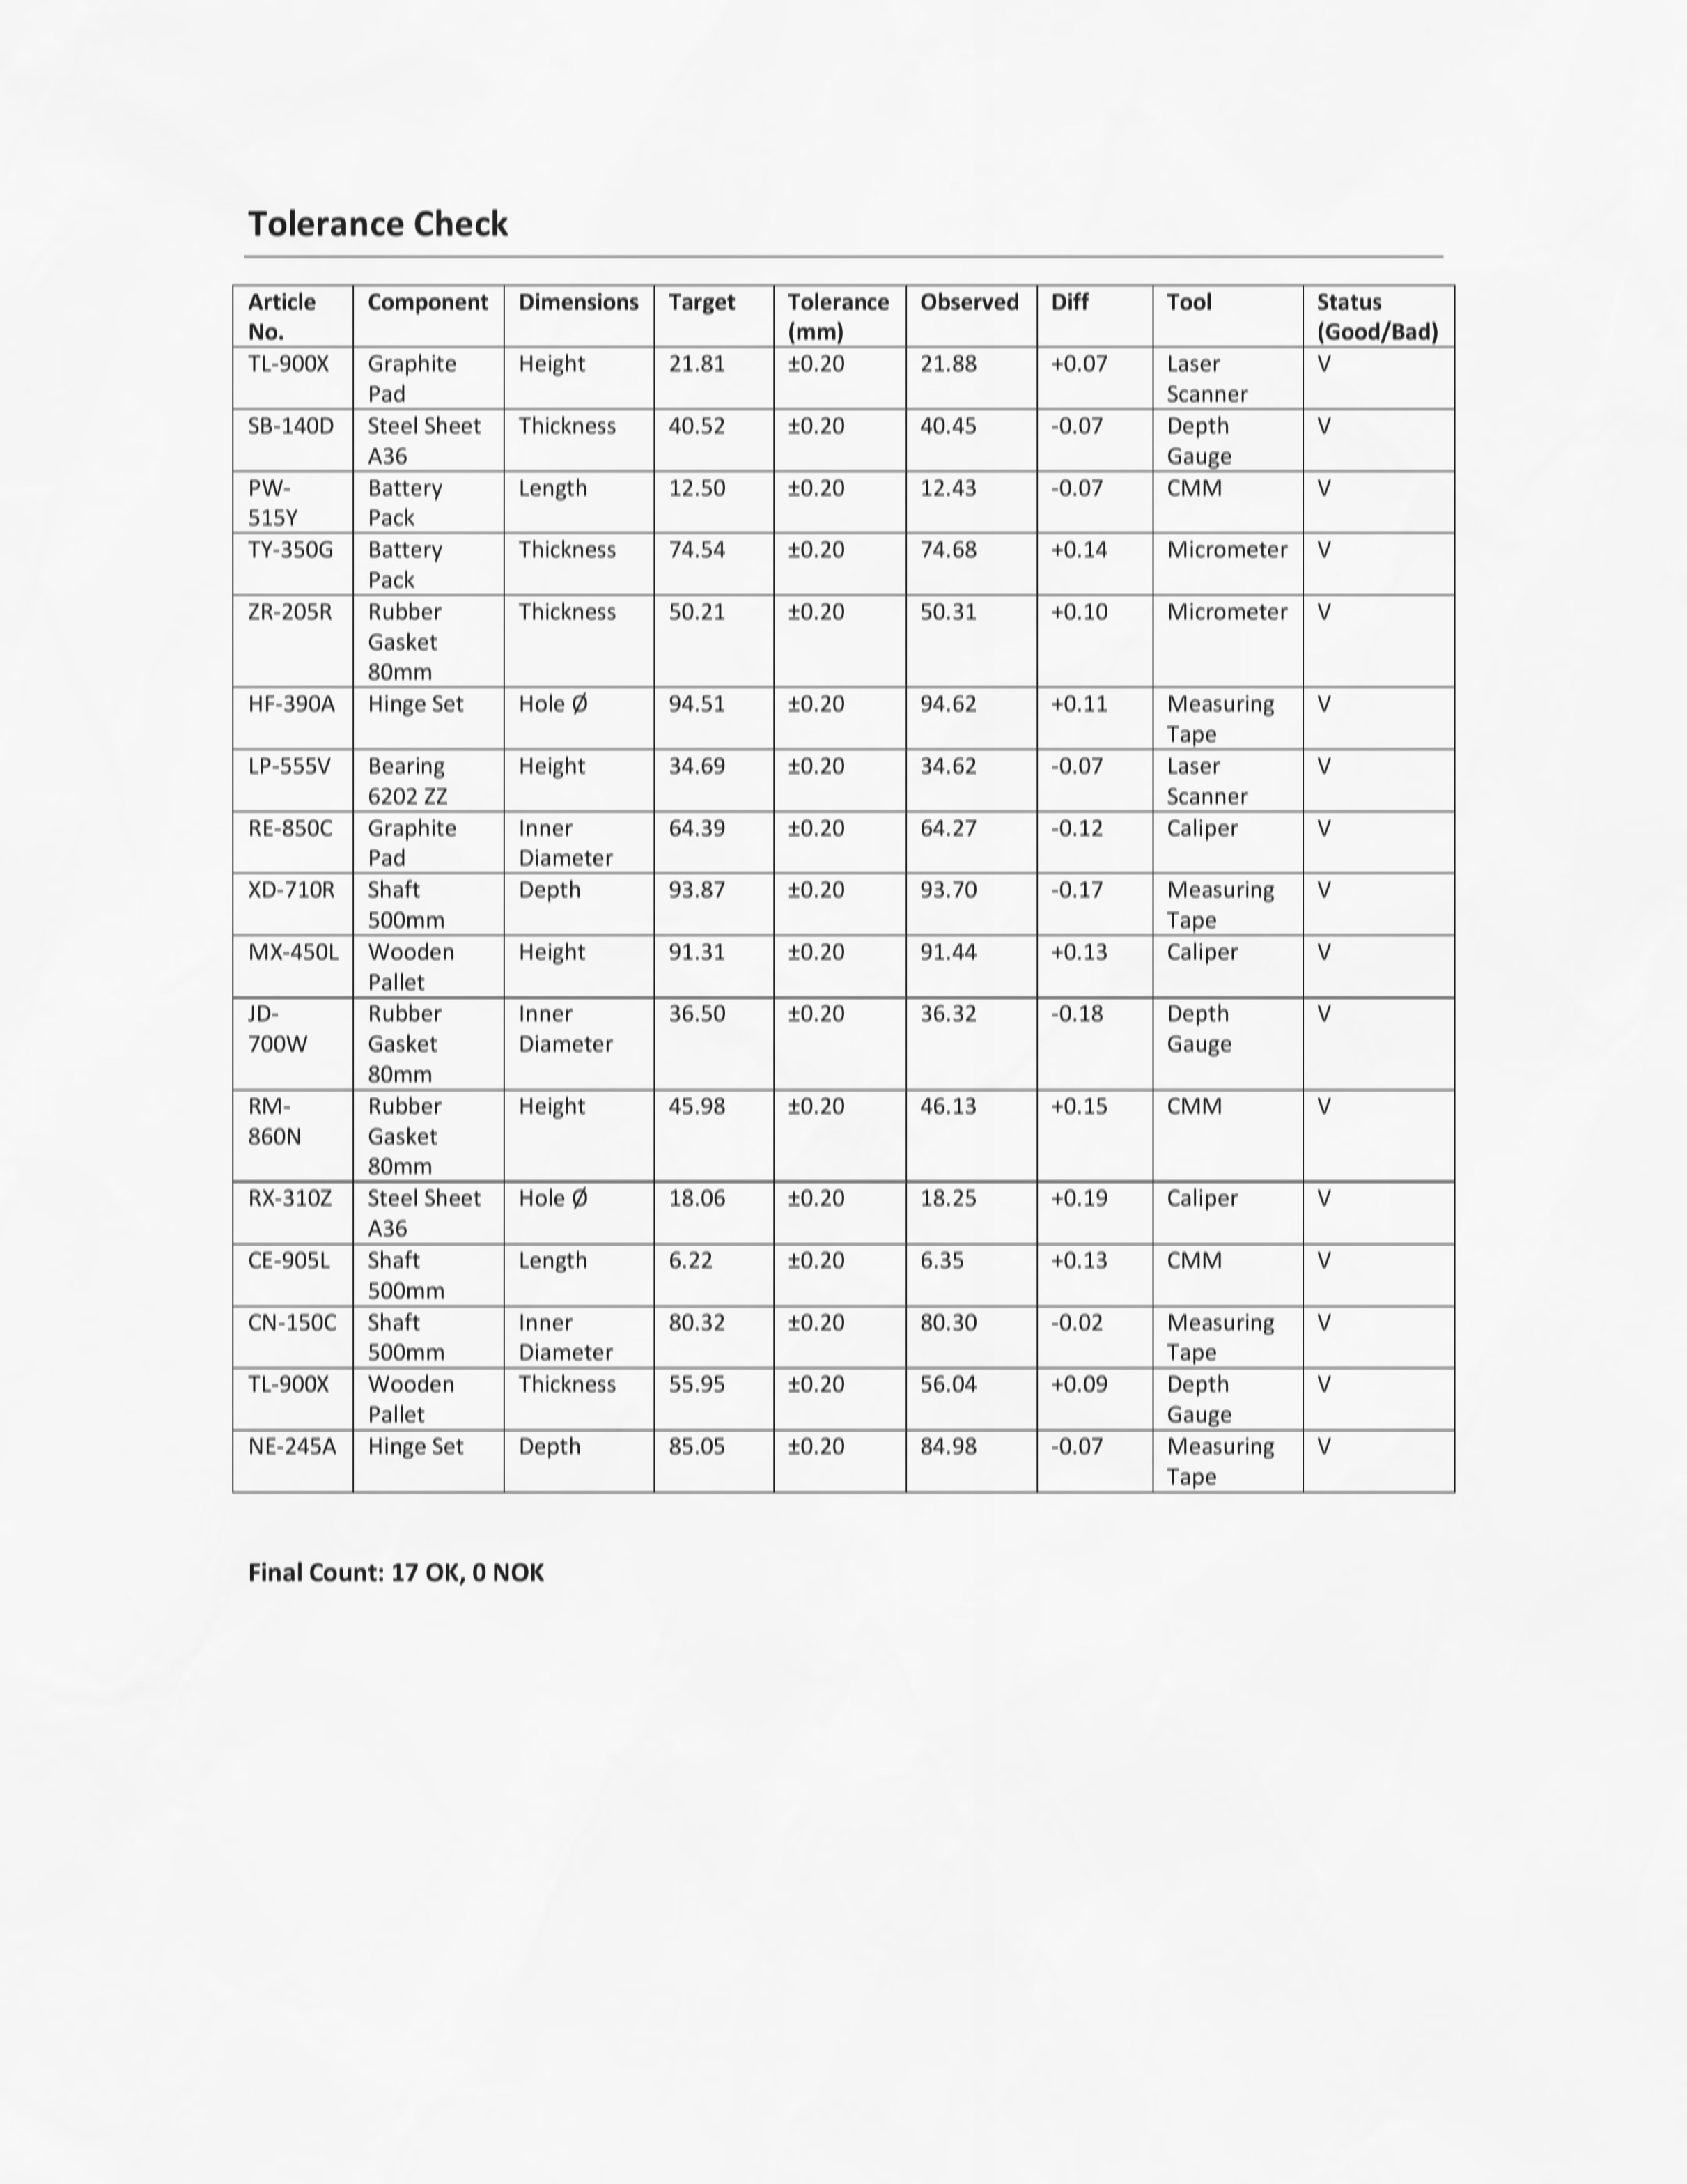 Tolerance Check
Article No. Component Dimensions Target Tolerance (mm) Observed Diff Tool Status (Good/Bad)
TL-900X Graphite Pad Height 21.81 ±0.20 21.88 +0.07 Laser Scanner V
SB-140D Steel Sheet A36 Thickness 40.52 ±0.20 40.45 -0.07 Depth Gauge V
PW-515Y Battery Pack Length 12.50 ±0.20 12.43 -0.07 CMM V
TY-350G Battery Pack Thickness 74.54 ±0.20 74.68 +0.14 Micrometer V
ZR-205R Rubber Gasket 80mm Thickness 50.21 ±0.20 50.31 +0.10 Micrometer V
HF-390A Hinge Set Hole Ø 94.51 ±0.20 94.62 +0.11 Measuring Tape V
LP-555V Bearing 6202 ZZ Height 34.69 ±0.20 34.62 -0.07 Laser Scanner V
RE-850C Graphite Pad Inner Diameter 64.39 ±0.20 64.27 -0.12 Caliper V
XD-710R Shaft 500mm Depth 93.87 ±0.20 93.70 -0.17 Measuring Tape V
MX-450L Wooden Pallet Height 91.31 ±0.20 91.44 +0.13 Caliper V
JD-700W Rubber Gasket 80mm Inner Diameter 36.50 ±0.20 36.32 -0.18 Depth Gauge V
RM-860N Rubber Gasket 80mm Height 45.98 ±0.20 46.13 +0.15 CMM V
RX-310Z Steel Sheet A36 Hole Ø 18.06 ±0.20 18.25 +0.19 Caliper V
CE-905L Shaft 500mm Length 6.22 ±0.20 6.35 +0.13 CMM V
CN-150C Shaft 500mm Inner Diameter 80.32 ±0.20 80.30 -0.02 Measuring Tape V
TL-900X Wooden Pallet Thickness 55.95 ±0.20 56.04 +0.09 Depth Gauge V
NE-245A Hinge Set Depth 85.05 ±0.20 84.98 -0.07 Measuring Tape V
Final Count: 17 OK, 0 NOK